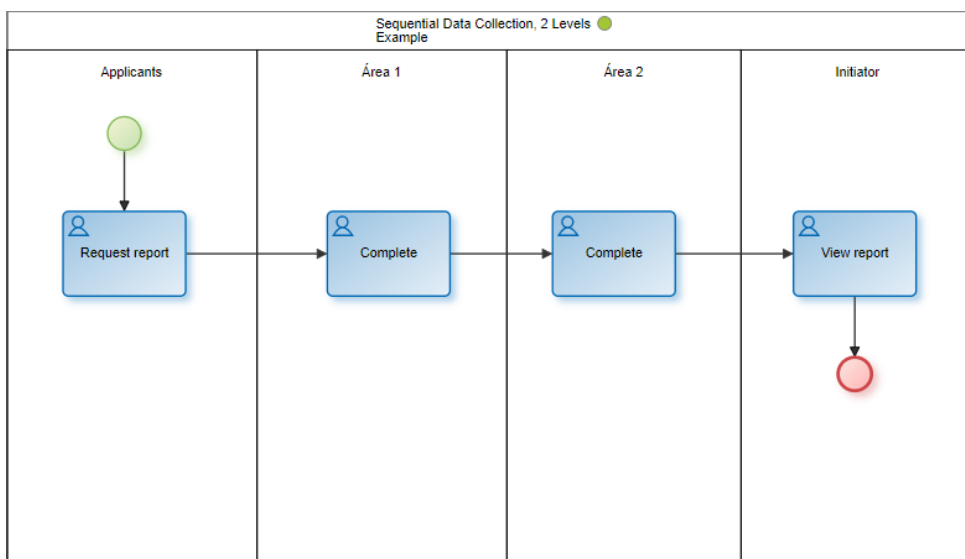 Sequential Data Collection, 2 Levels
Example
Applicants
Área 1
Área 2
Initiator
Request report
Complete
Complete
View report